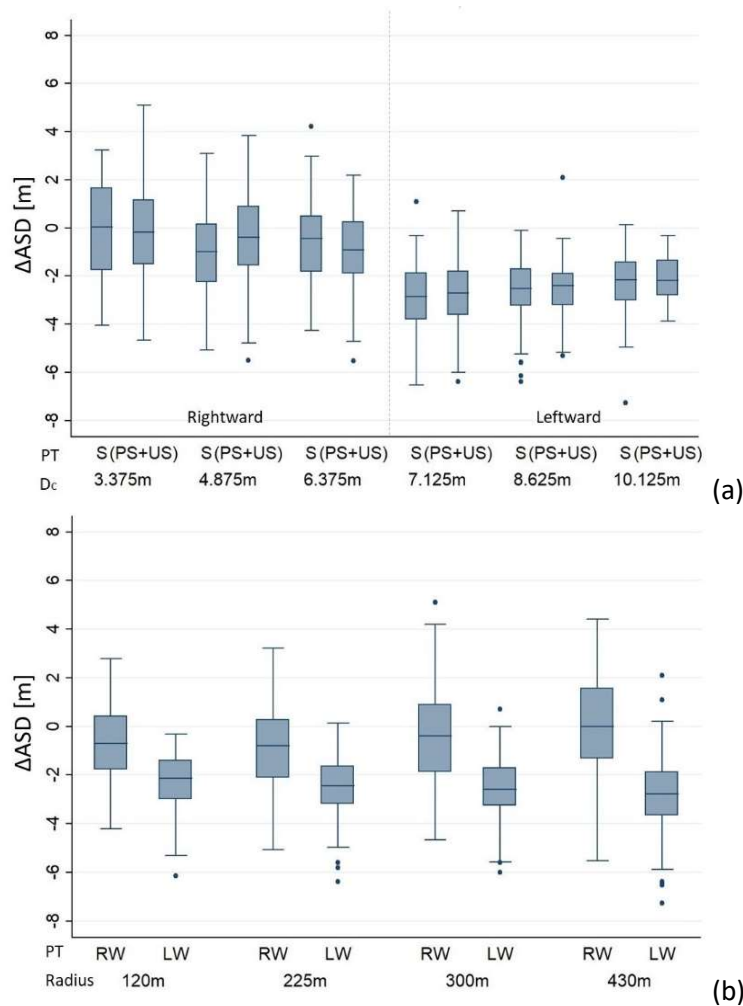 8
6
4
2
0
-2
-4
-6
-8
ΔASD [m]
Rightward Leftward
PT S (PS+US) S (PS+US) S (PS+US) S (PS+US) S (PS+US) S (PS+US)
Dc 3.375m 4.875m 6.375m 7.125m 8.625m 10.125m
(a)
8
6
4
2
0
-2
-4
-6
-8
ΔASD [m]
PT RW LW RW LW RW LW RW LW
Radius 120m 225m 300m 430m
(b)